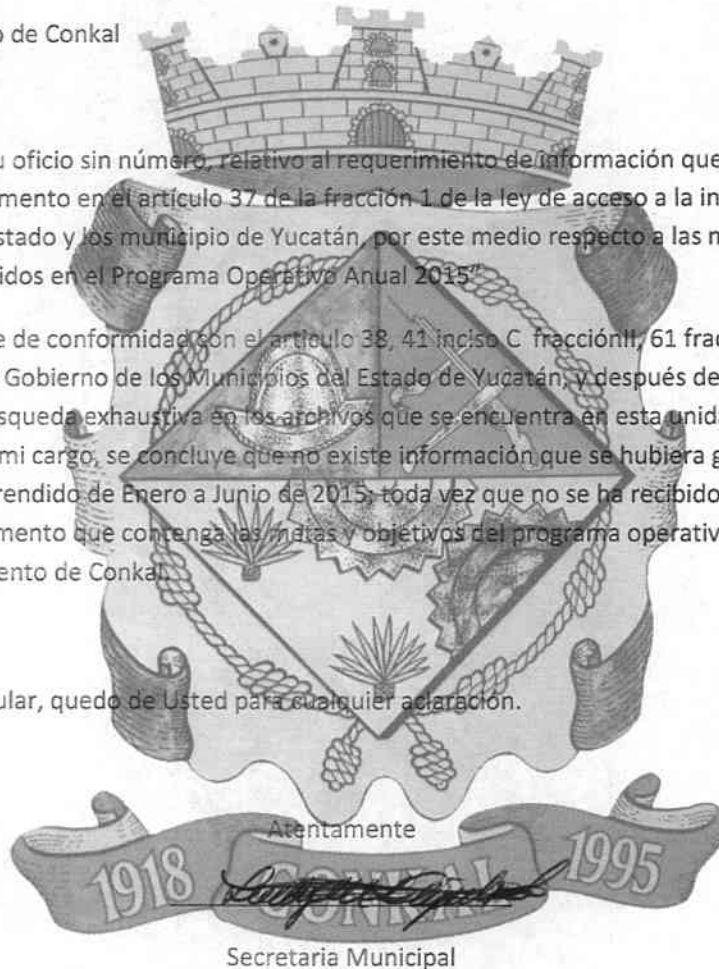 o de Conkal
u oficio sin número, relativo al requerimiento de información que
mento en el artículo 37 de la fracción 1 de la ley de acceso a la in
stado y los municipio de Yucatán, por este medio respecto a las m
idos en el Programa Operativo Anual 2015"
e de conformidad con el articulo 38, 41 inciso C fracciónII, 61 frac
Gobierno de los Municipios del Estado de Yucatán, y después de
squeda exhaustiva en los archivos que se encuentra en esta unida
mi cargo, se concluye que no existe información que se hubiera g
rendido de Enero a Junio de 2015; toda vez que no se ha recibido
mento que contenga las metas y objetivos del programa operativ
ento de Conkal.
ular, quedo de Usted para cualquier aclaración.
Atentamente
1918 CONKAL 1995
Secretaria Municipal